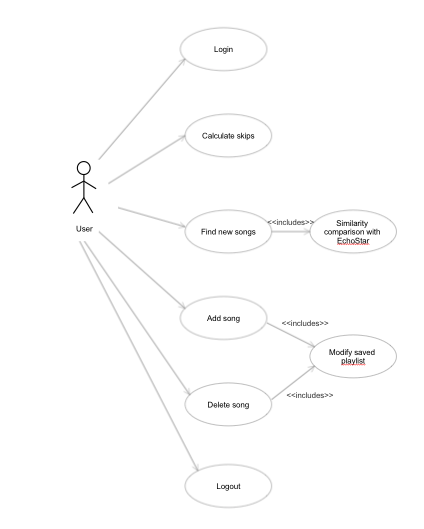 Login
Calculate skips
User
Find new songs
<<includes>>
Similarity
comparison with
EchoStar
Add song
<<includes>>
Modify saved
playlist
Delete song
<<includes>>
Logout